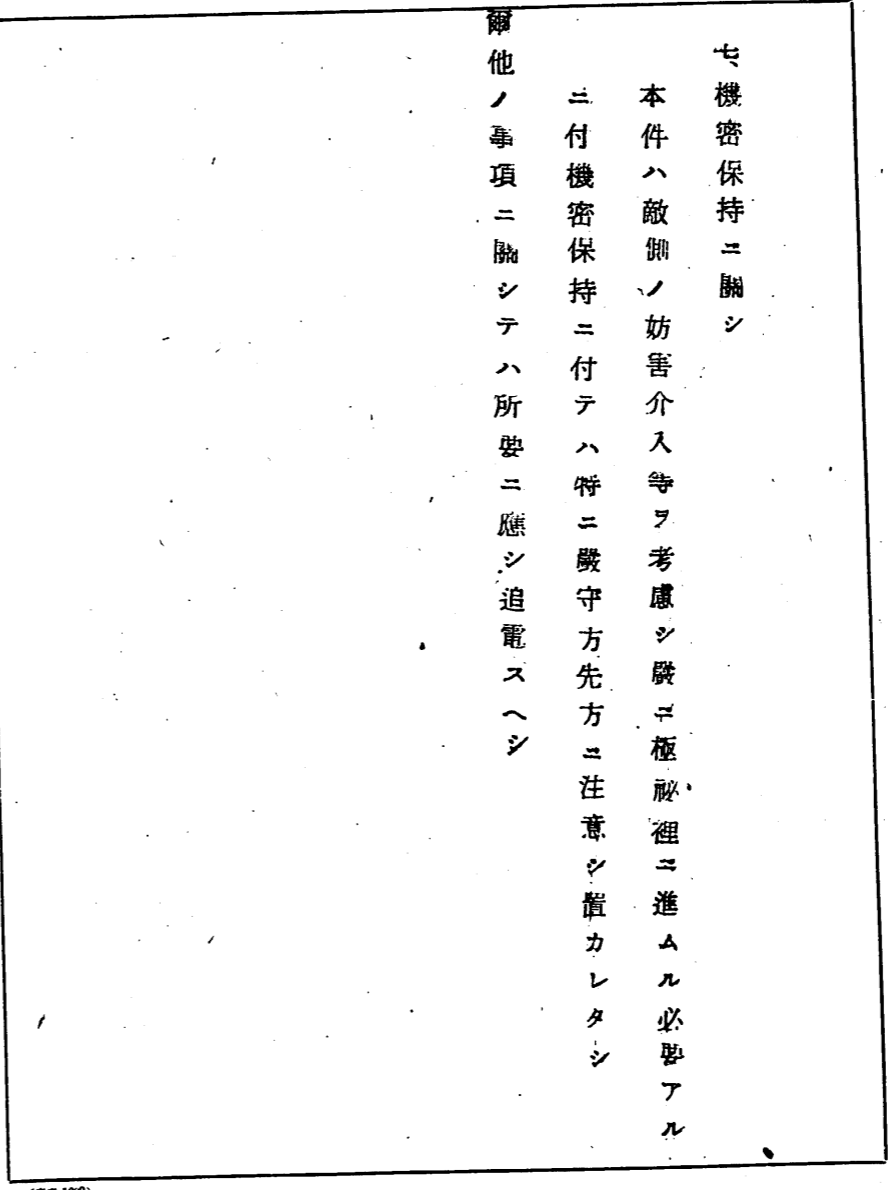 七、機密保持ニ關シ
本件ハ敵側ノ妨害介入等ヲ考慮シ嚴ニ極祕裡ニ進ムル必要アル
ニ付機密保持ニ付テハ特ニ嚴守方先方ニ注意シ置カレタシ
爾他ノ事項ニ關シテハ所要ニ應シ追電スヘシ